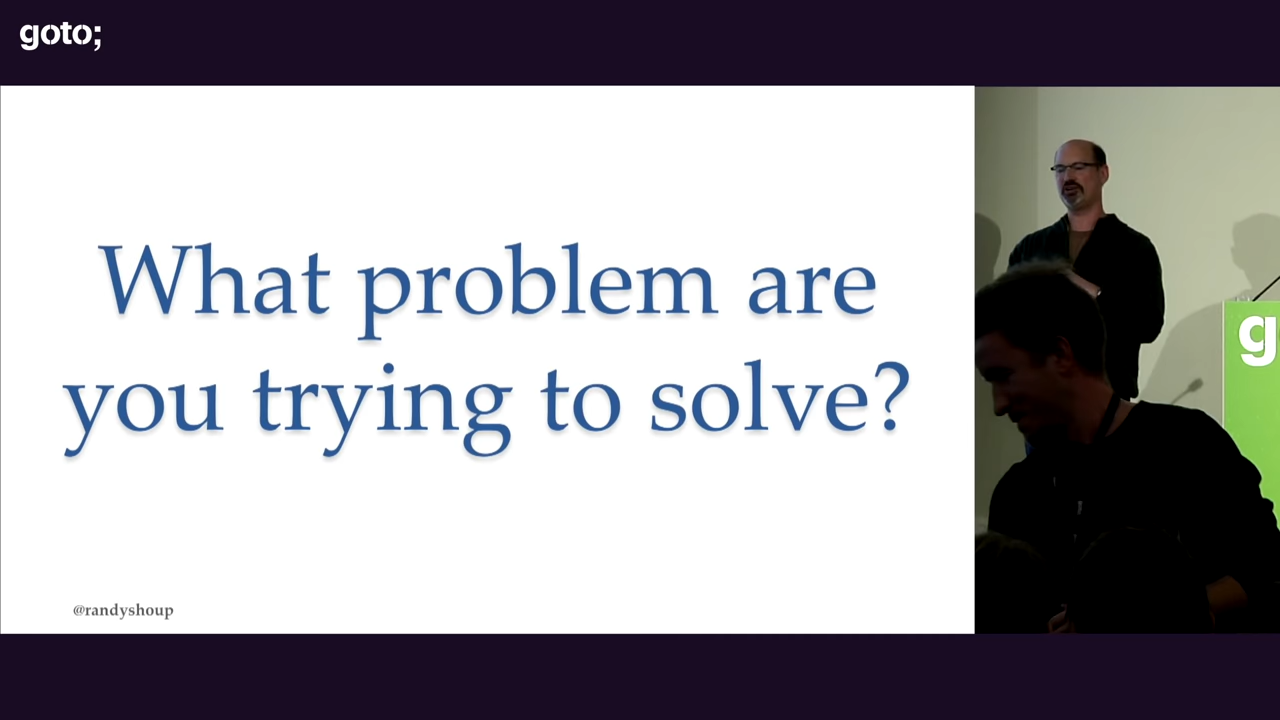 goto;
What problem are
you trying to solve?
@randyshoup
g